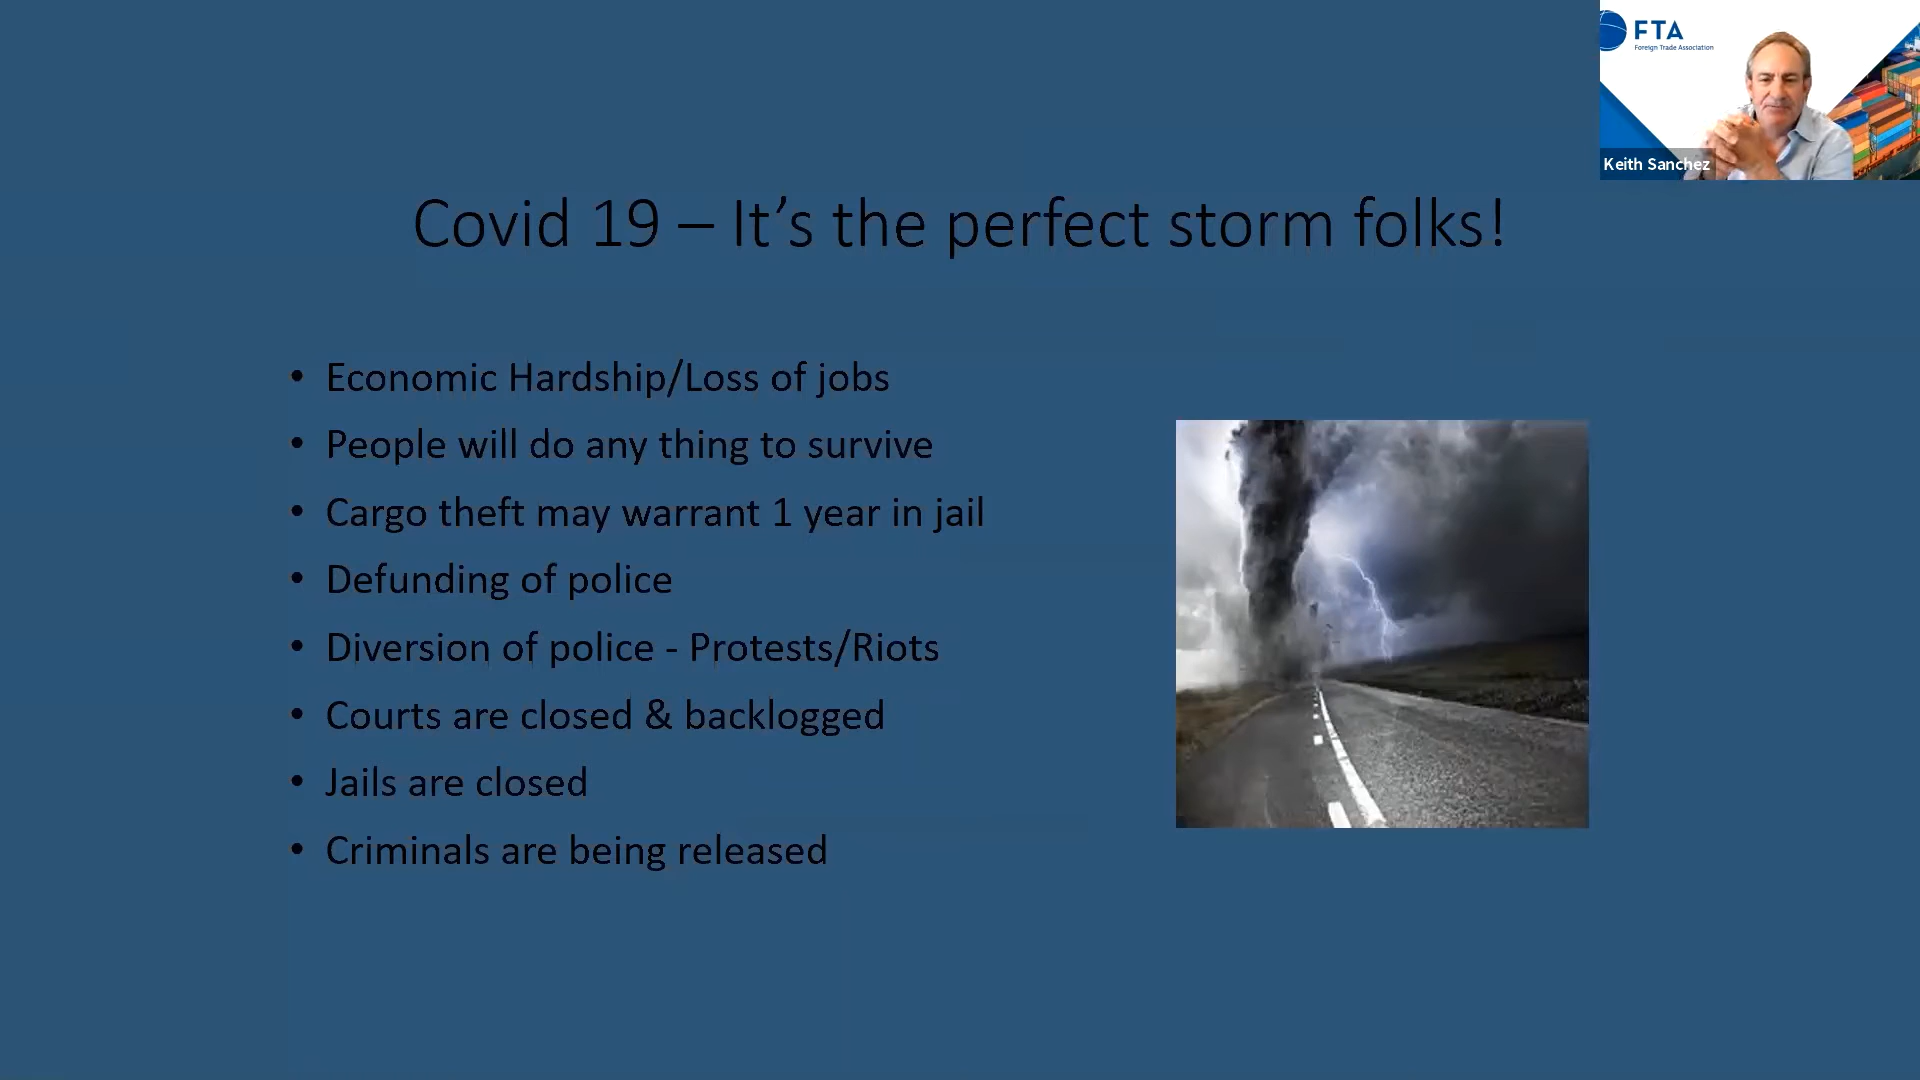 FTA
Foreign Trade Association
Keith Sanchez
Covid 19 – It’s the perfect storm folks!
• Economic Hardship/Loss of jobs
• People will do any thing to survive
• Cargo theft may warrant 1 year in jail
• Defunding of police
• Diversion of police - Protests/Riots
• Courts are closed & backlogged
• Jails are closed
• Criminals are being released